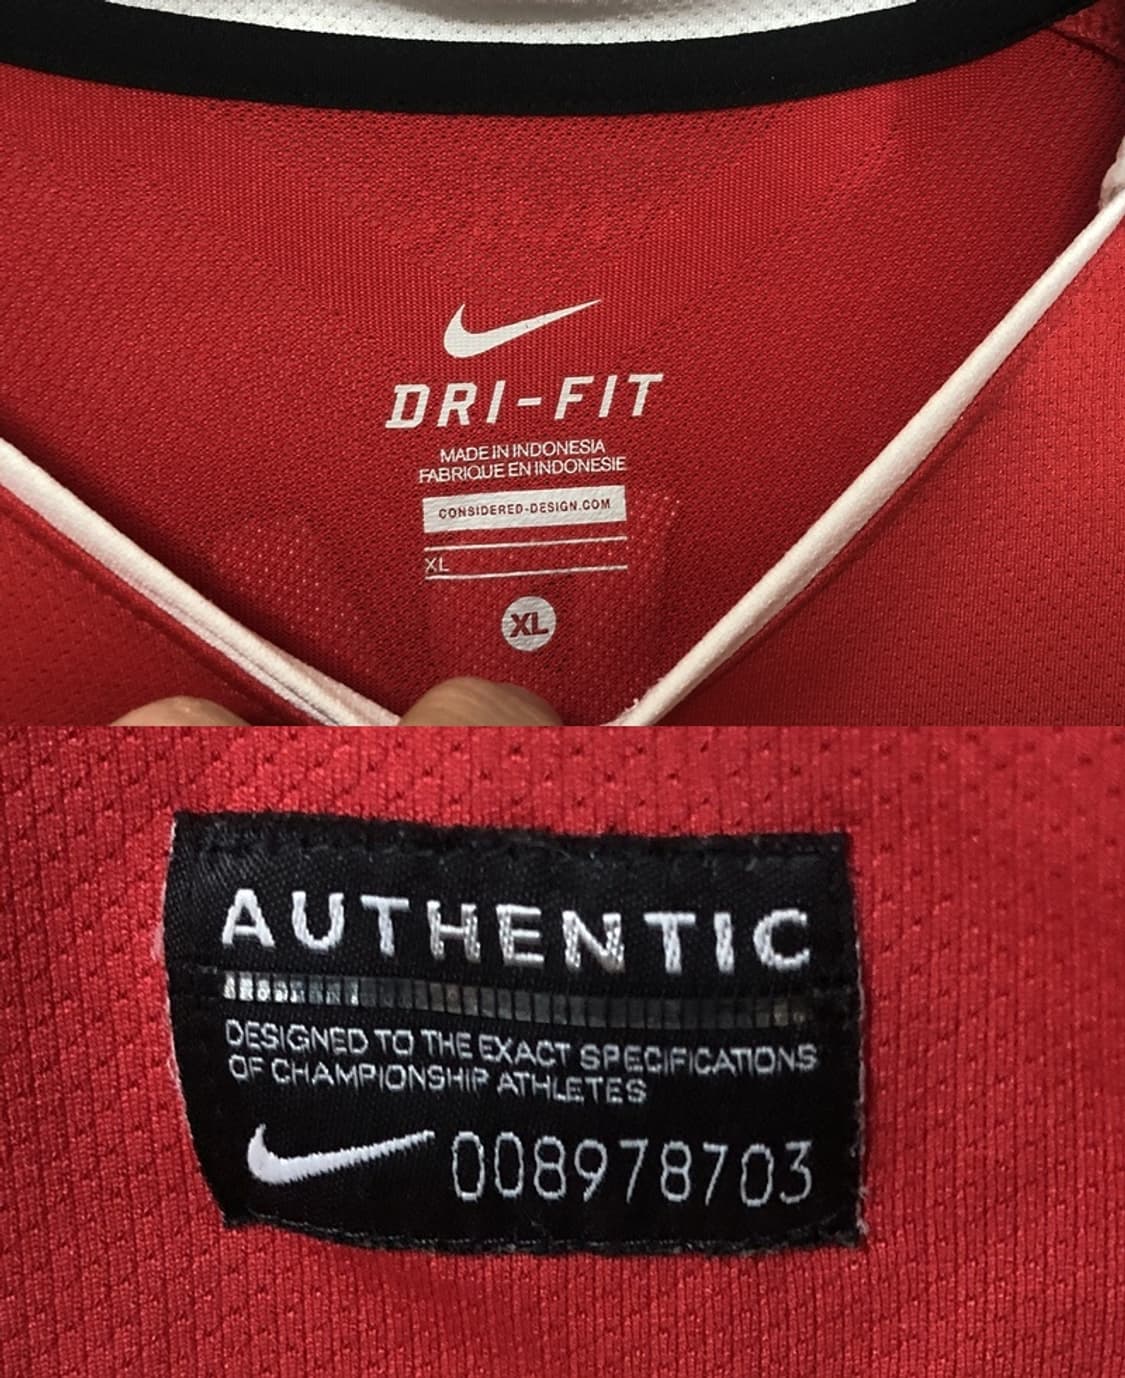 DRI-FIT
MADE IN INDONESIA
FABRIQUE EN INDONESIE
CONSIDERED-DESIGN.COM
XL
XL
AUTHENTIC
DESIGNED TO THE EXACT SPECIFICATIONS
OF CHAMPIONSHIP ATHLETES
008978703